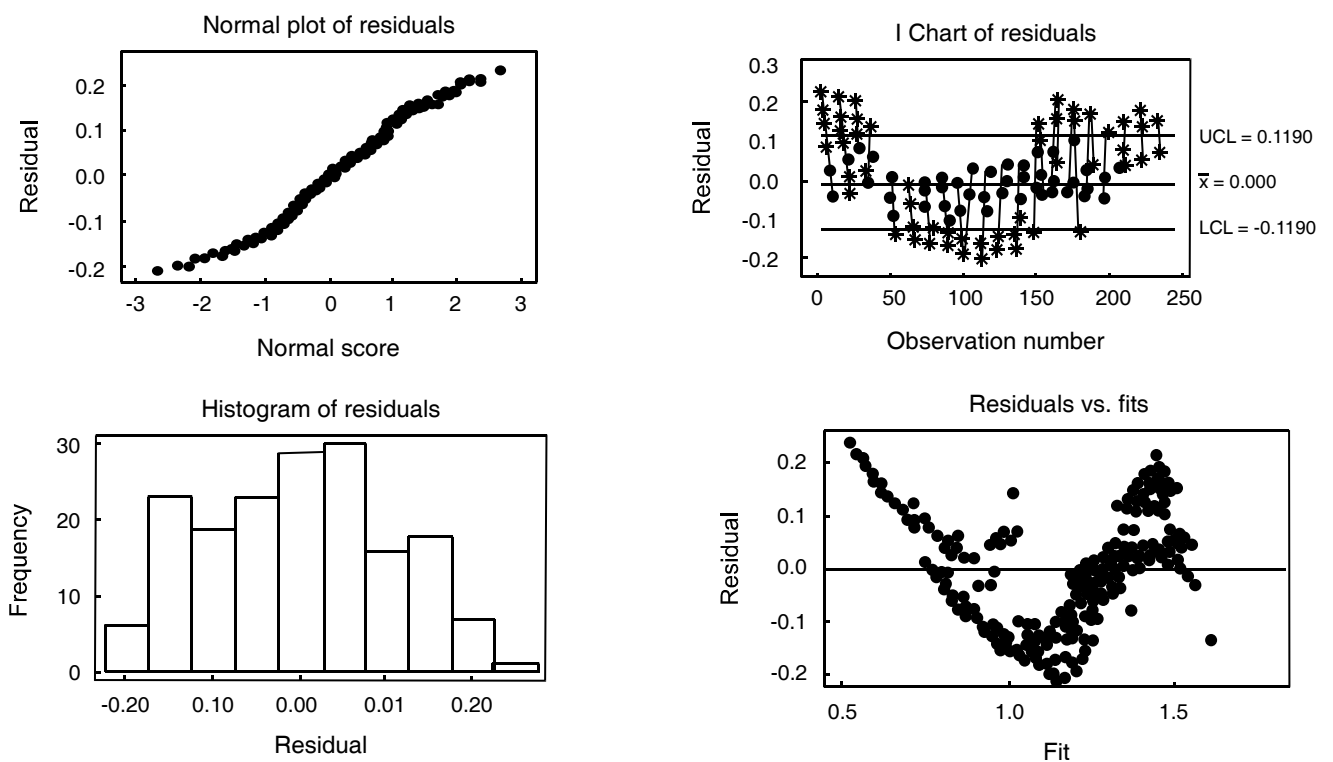 Normal plot of residuals
Residual
0.2
0.1
0.0
-0.1
-0.2
-3 -2 -1 0 1 2 3
Normal score
I Chart of residuals
Residual
0.3
0.2
0.1
0.0
-0.1
-0.2
UCL = 0.1190
x̅ = 0.000
LCL = -0.1190
0 50 100 150 200 250
Observation number
Histogram of residuals
Frequency
30
20
10
0
-0.20 0.10 0.00 0.01 0.20
Residual
Residuals vs. fits
Residual
0.2
0.1
0.0
-0.1
-0.2
0.5 1.0 1.5
Fit